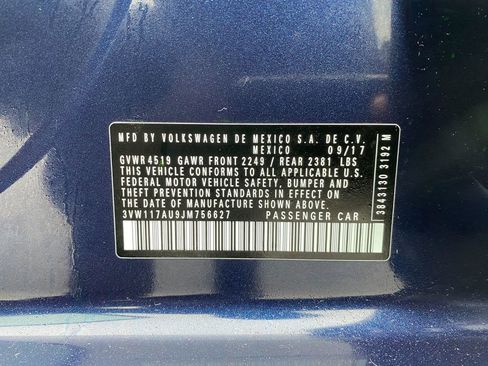 MFD BY VOLKSWAGEN DE MEXICO S.A. DE C.V.
MEXICO 09/17
GVWR 4519 GAWR FRONT 2249 / REAR 2381 LBS
THIS VEHICLE CONFORMS TO ALL APPLICABLE U.S.
FEDERAL MOTOR VEHICLE SAFETY, BUMPER AND
THEFT PREVENTION STANDARDS IN EFFECT ON
THE DATE OF MANUFACTURE SHOWN ABOVE.
3VW117AU9JM756627 PASSENGER CAR
3843130 3192 M